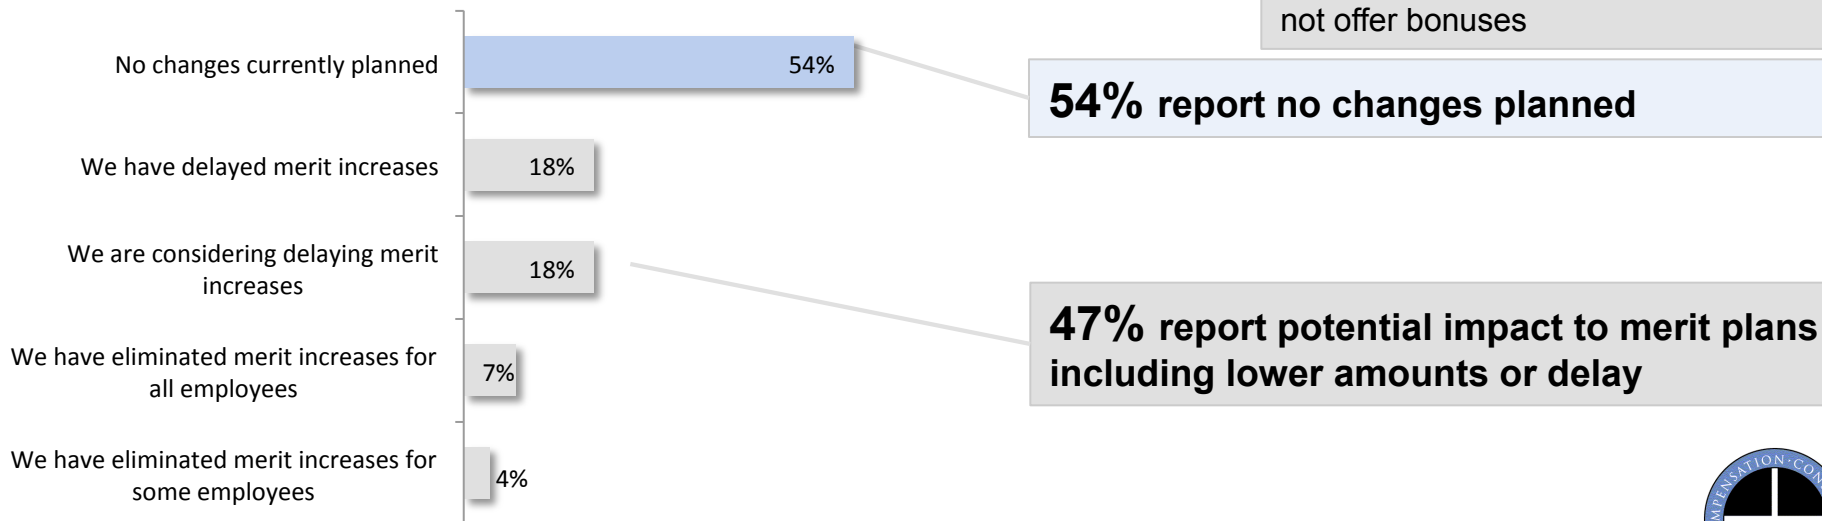 not offer bonuses
No changes currently planned
54%
54% report no changes planned
We have delayed merit increases
18%
We are considering delaying merit
increases
18%
47% report potential impact to merit plans
including lower amounts or delay
We have eliminated merit increases for
all employees
7%
We have eliminated merit increases for
some employees
4%